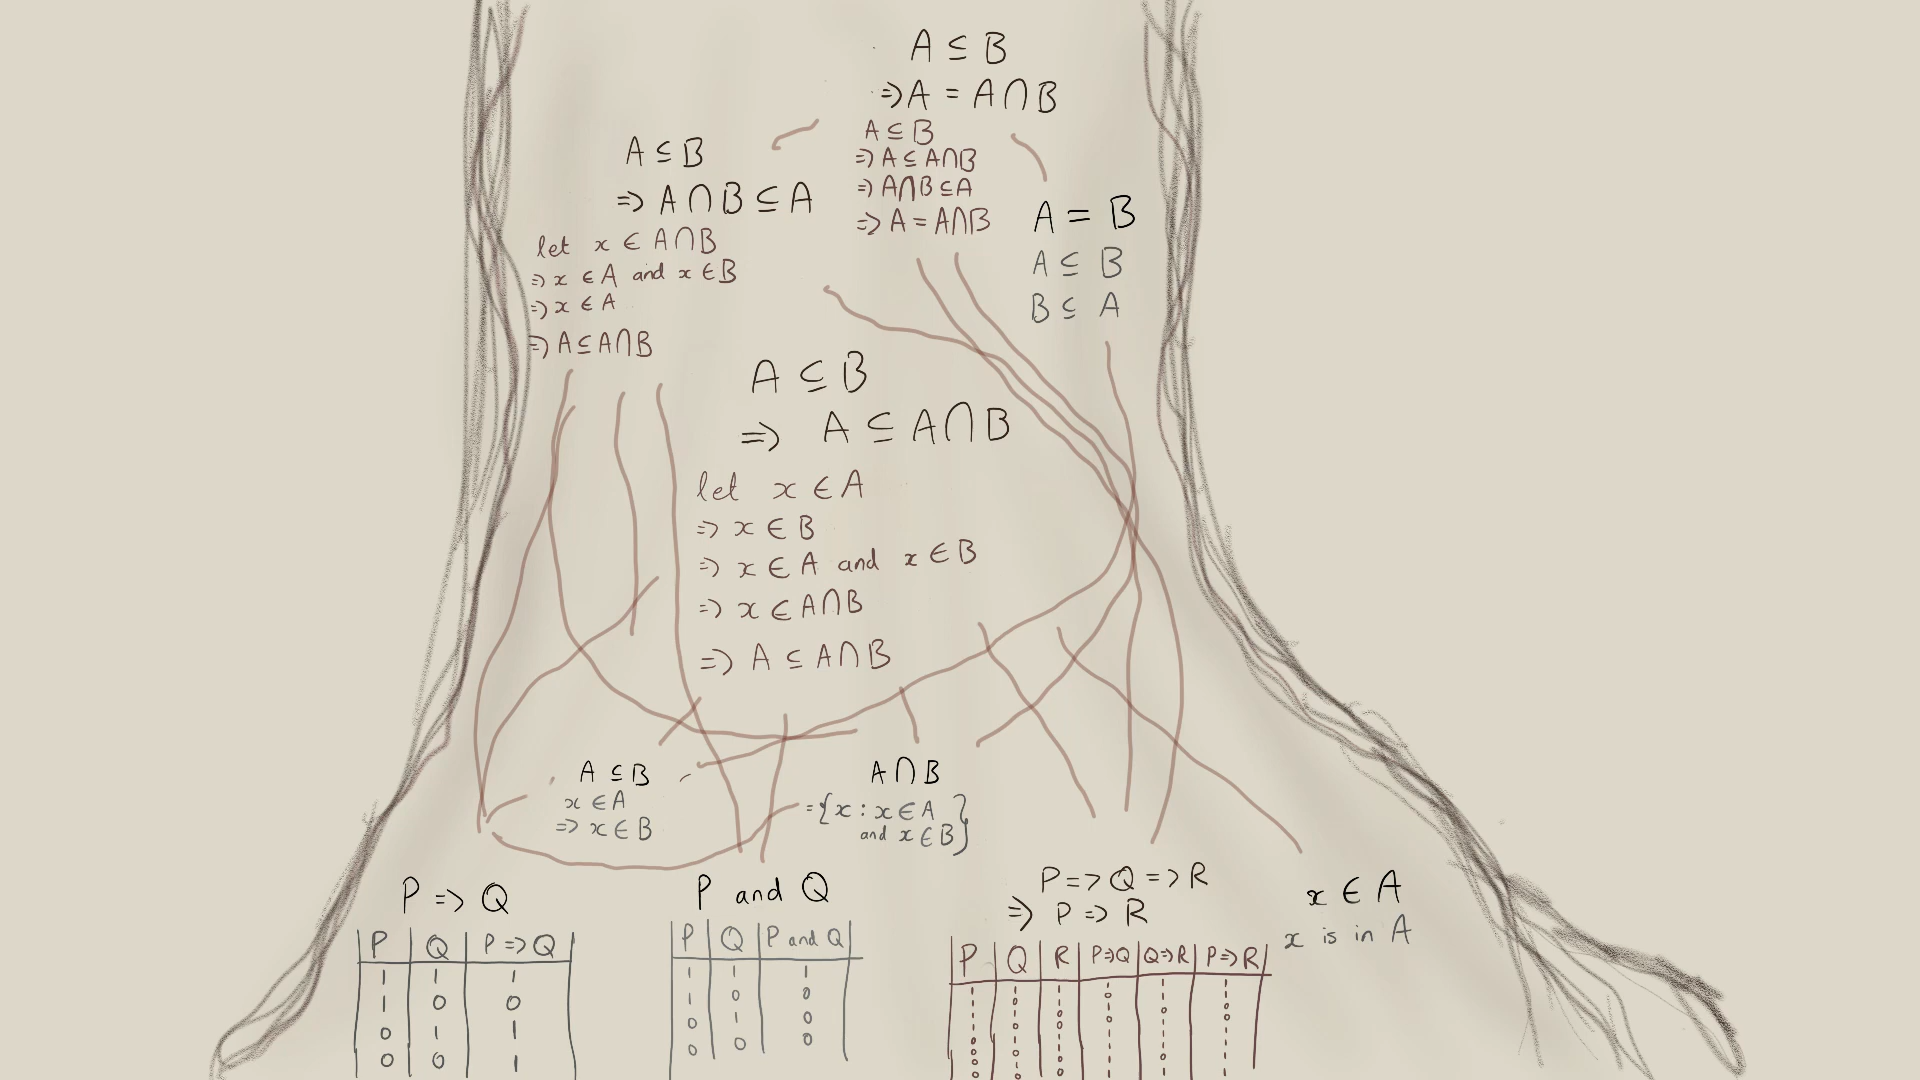 A ⊆ B
⇒ A = A ∩ B
A ⊆ B
⇒ A ⊆ A∩B
⇒ A∩B ⊆ A
⇒ A = A∩B
A ⊆ B
⇒ A ∩ B ⊆ A
let x ∈ A∩B
⇒ x ∈ A and x ∈ B
⇒ x ∈ A
⇒ A ⊆ A∩B
A = B
A ⊆ B
B ⊆ A
A ⊆ B
⇒ A ⊆ A∩B
let x ∈ A
⇒ x ∈ B
⇒ x ∈ A and x ∈ B
⇒ x ∈ A∩B
⇒ A ⊆ A∩B
A ⊆ B
x ∈ A
⇒ x ∈ B
A ∩ B
= {x : x ∈ A
and x ∈ B}
P => Q
P Q P => Q
1 1 1
1 0 0
0 1 1
0 0 1
P and Q
P Q P and Q
1 1 1
1 0 0
0 1 0
0 0 0
P => Q => R
⇒ P => R
P Q R P⇒Q Q⇒R P⇒R
x ∈ A
x is in A